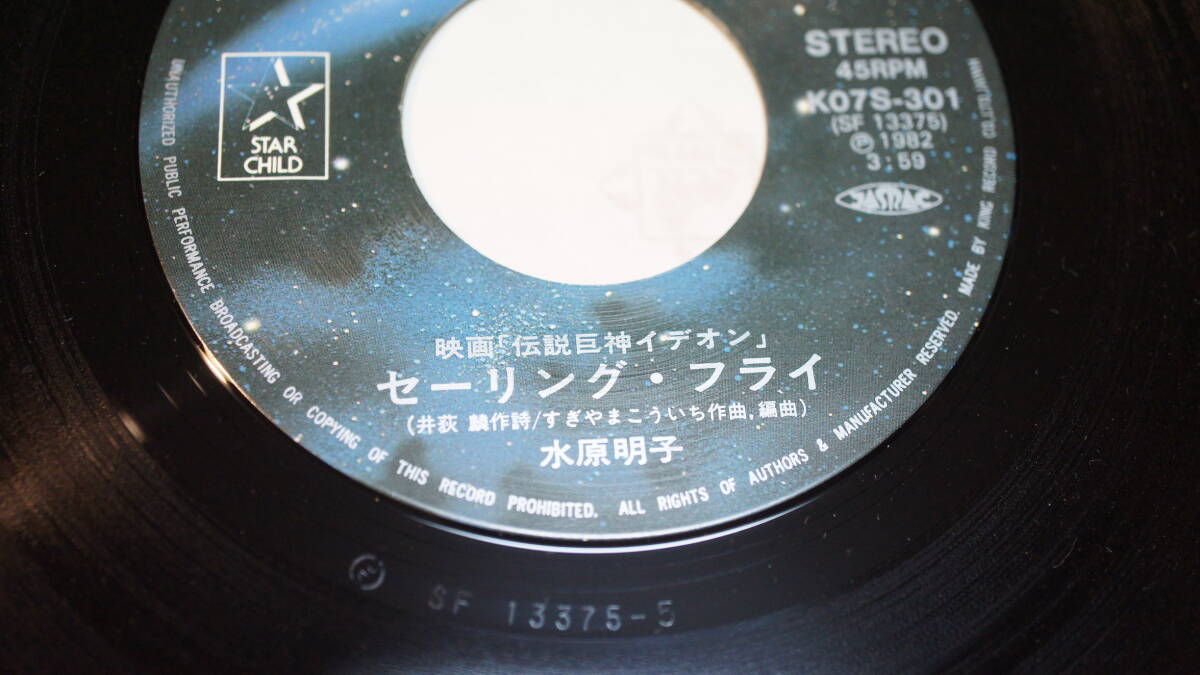 STAR
CHILD
STEREO
45RPM
K07S-301
(SF 13375)
Ⓟ1982
3:59
JASRAC
映画「伝説巨神イデオン」
セーリング・フライ
(井荻 麟作詩/すぎやまこういち作曲,編曲)
水原明子
UNAUTHORIZED PUBLIC PERFORMANCE BROADCASTING OR COPYING OF THIS RECORD PROHIBITED. ALL RIGHTS OF AUTHORS & MANUFACTURER RESERVED. MADE BY KING RECORD CO.,LTD.,JAPAN
SF 13375-5